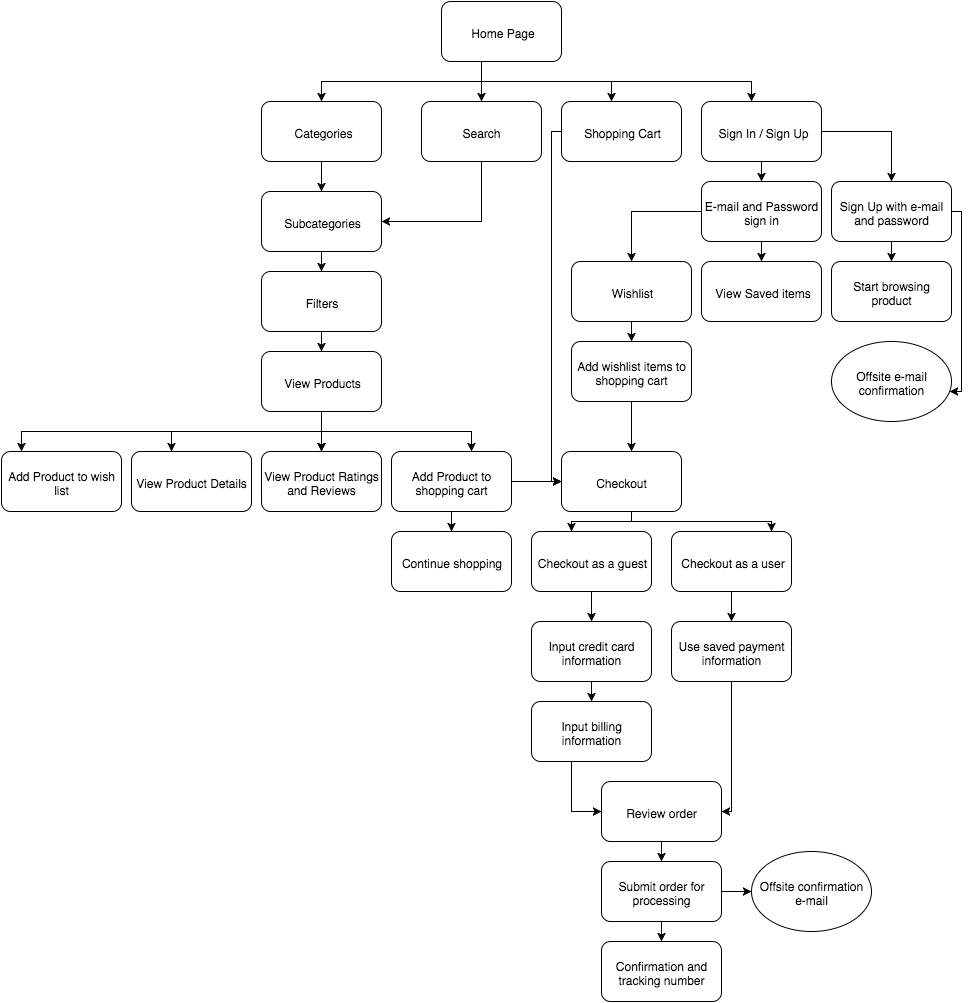 Home Page
Categories
Search
Shopping Cart
Sign In / Sign Up
Subcategories
E-mail and Password
sign in
Sign Up with e-mail
and password
Filters
Wishlist
View Saved items
Start browsing
product
View Products
Add wishlist items to
shopping cart
Offsite e-mail
confirmation
Add Product to wish
list
View Product Details
View Product Ratings
and Reviews
Add Product to
shopping cart
Checkout
Continue shopping
Checkout as a guest
Checkout as a user
Input credit card
information
Use saved payment
information
Input billing
information
Review order
Submit order for
processing
Offsite confirmation
e-mail
Confirmation and
tracking number